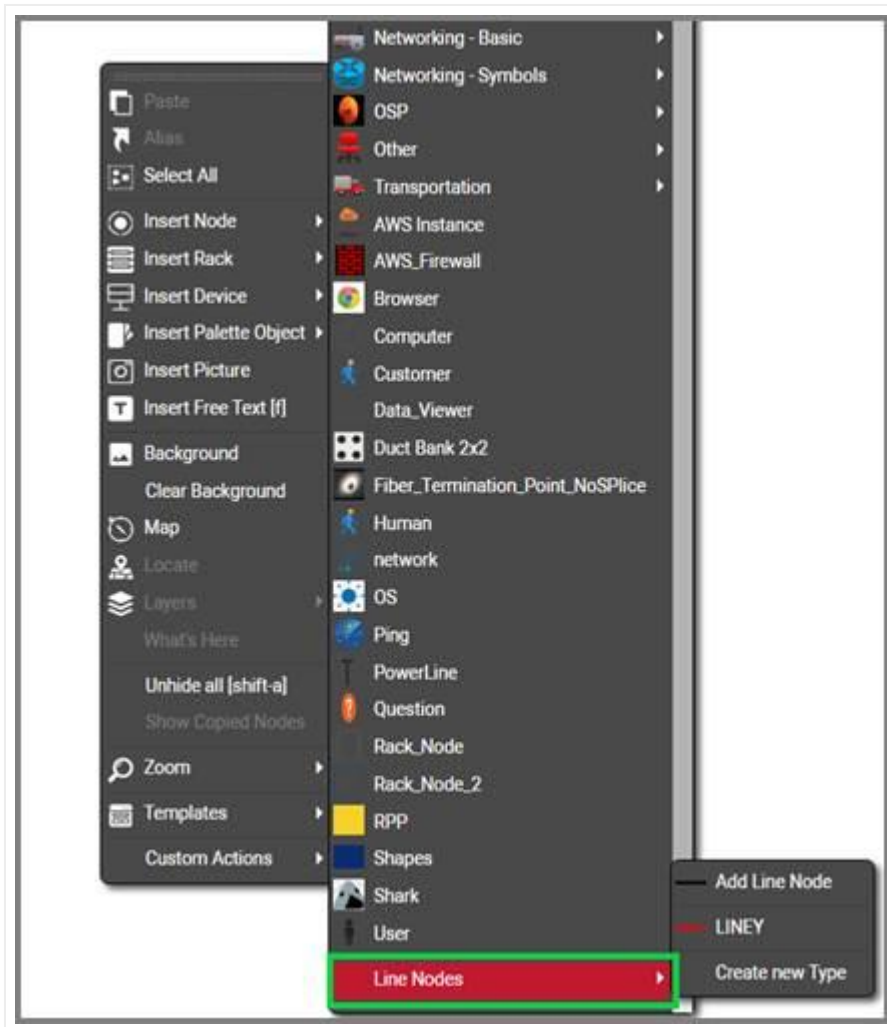 Paste
Alias
Select All
Insert Node
Insert Rack
Insert Device
Insert Palette Object
Insert Picture
Insert Free Text [f]
Background
Clear Background
Map
Locate
Layers
What's Here
Unhide all [shift-a]
Show Copied Nodes
Zoom
Templates
Custom Actions
Networking - Basic
Networking - Symbols
OSP
Other
Transportation
AWS Instance
AWS_Firewall
Browser
Computer
Customer
Data_Viewer
Duct Bank 2x2
Fiber_Termination_Point_NoSPlice
Human
network
OS
Ping
PowerLine
Question
Rack_Node
Rack_Node_2
RPP
Shapes
Shark
User
Line Nodes
Add Line Node
LINEY
Create new Type